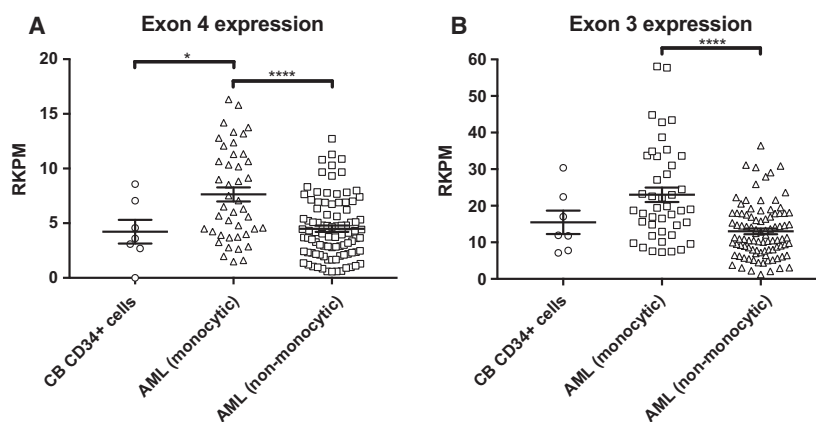 A
Exon 4 expression
*
****
20
15
10
5
0
RKPM
CB CD34+ cells
AML (monocytic)
AML (non-monocytic)
B
Exon 3 expression
****
60
50
40
30
20
10
0
RKPM
CB CD34+ cells
AML (monocytic)
AML (non-monocytic)